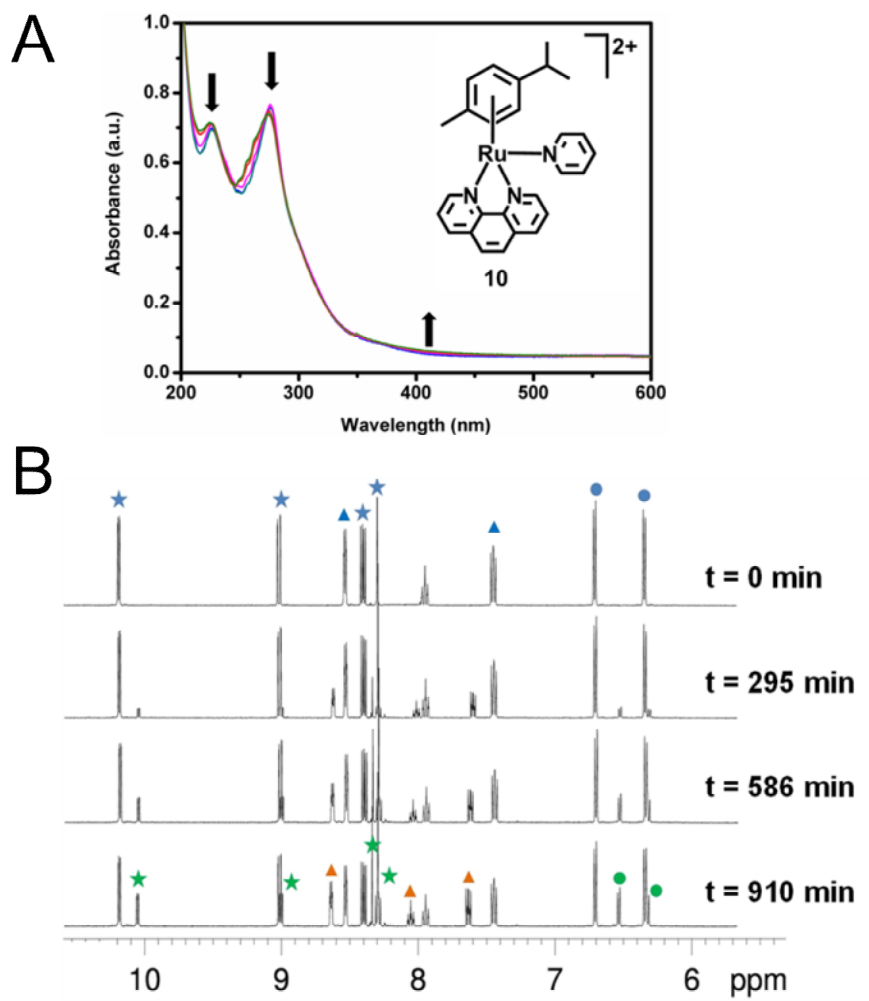 A
1.0
0.8
0.6
0.4
0.2
0.0
Absorbance (a.u.)
200
300
400
500
600
Wavelength (nm)
2+
Ru
N
N
N
10
B
t = 0 min
t = 295 min
t = 586 min
t = 910 min
10
9
8
7
6
ppm